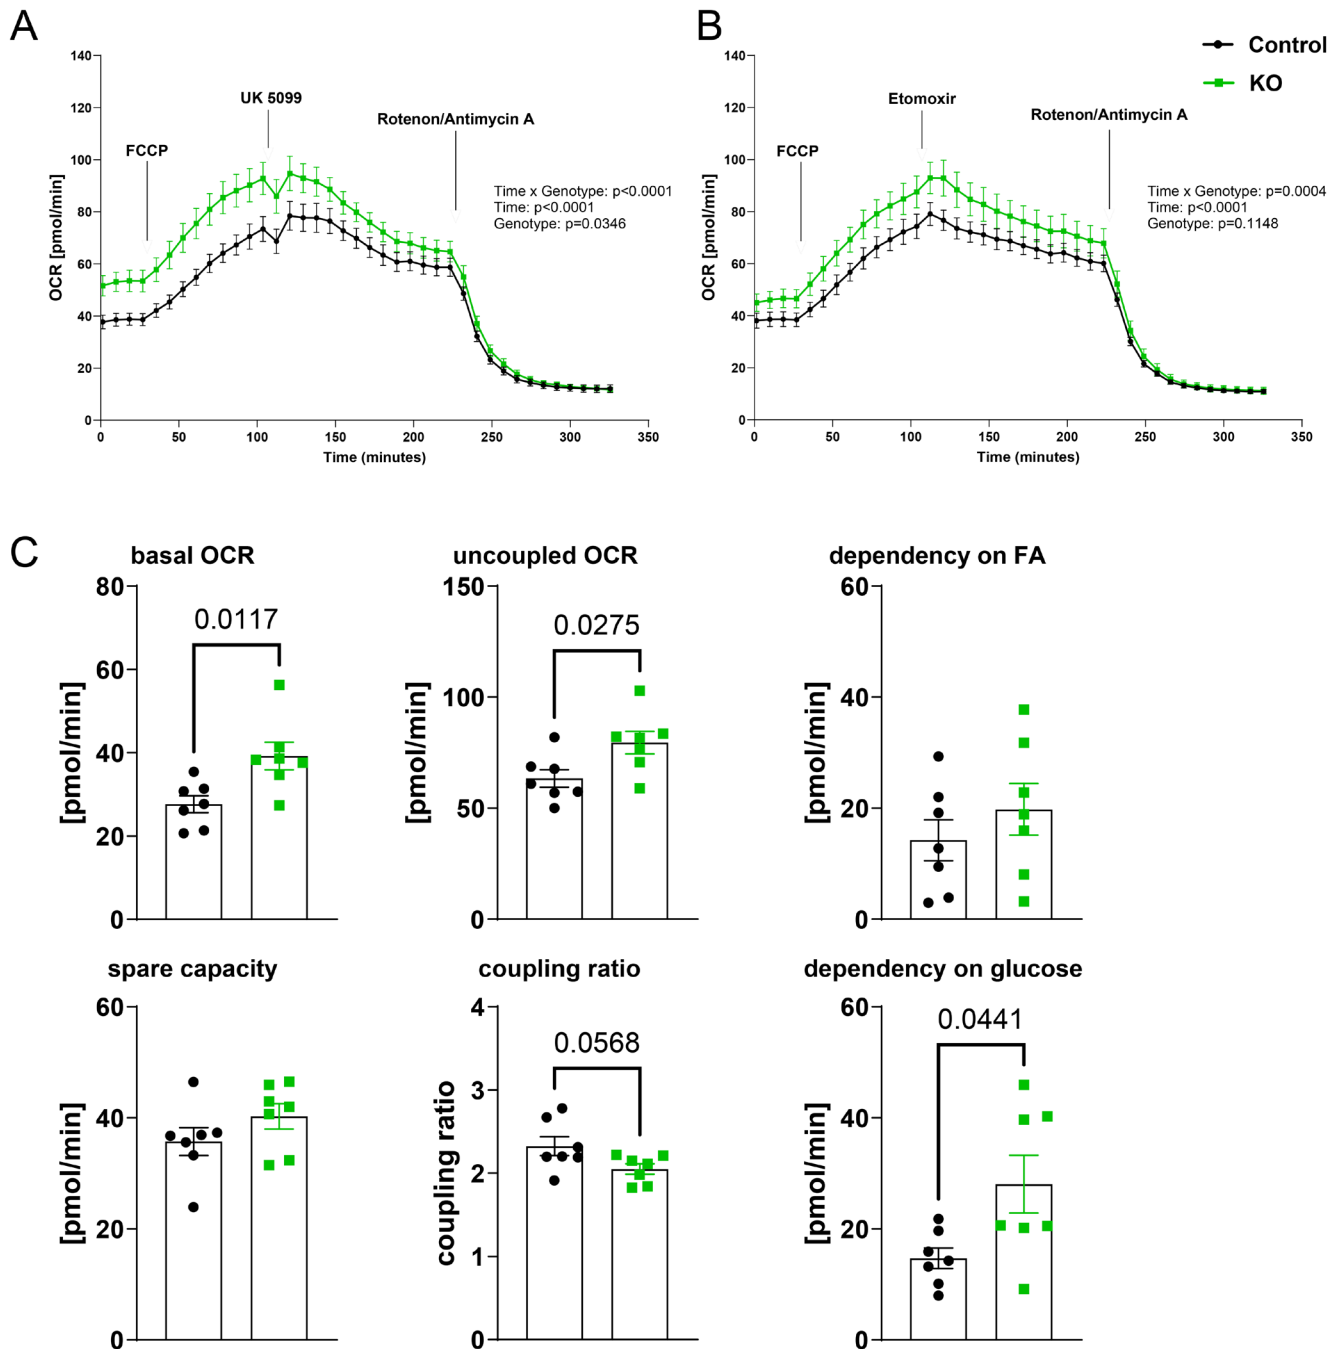 A
140
120
100
80
60
40
20
0
OCR [pmol/min]
FCCP
UK 5099
Rotenon/Antimycin A
Time x Genotype: p<0.0001
Time: p<0.0001
Genotype: p=0.0346
0 50 100 150 200 250 300 350
Time (minutes)
B
Control
KO
140
120
100
80
60
40
20
0
OCR [pmol/min]
FCCP
Etomoxir
Rotenon/Antimycin A
Time x Genotype: p=0.0004
Time: p<0.0001
Genotype: p=0.1148
0 50 100 150 200 250 300 350
Time (minutes)
C
basal OCR
80
60
40
20
0
[pmol/min]
0.0117
uncoupled OCR
150
100
50
0
[pmol/min]
0.0275
dependency on FA
60
40
20
0
[pmol/min]
spare capacity
60
40
20
0
[pmol/min]
coupling ratio
4
3
2
1
0
coupling ratio
0.0568
dependency on glucose
60
40
20
0
[pmol/min]
0.0441